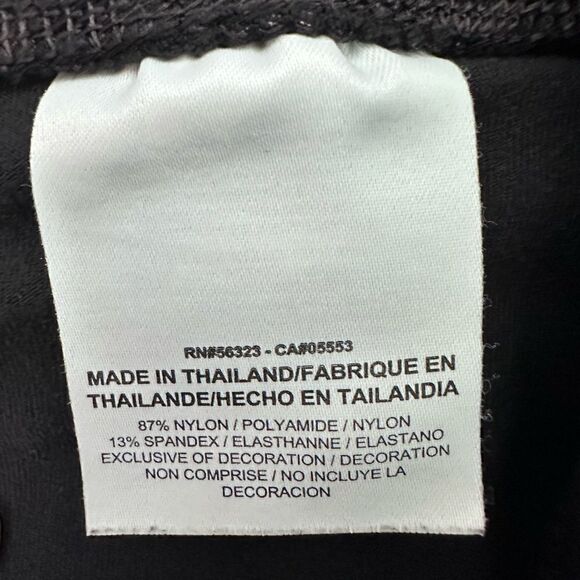 RN#56323 - CA#05553
MADE IN THAILAND/FABRIQUE EN
THAILANDE/HECHO EN TAILANDIA
87% NYLON / POLYAMIDE / NYLON
13% SPANDEX / ELASTHANNE / ELASTANO
EXCLUSIVE OF DECORATION / DECORATION
NON COMPRISE / NO INCLUYE LA
DECORACION